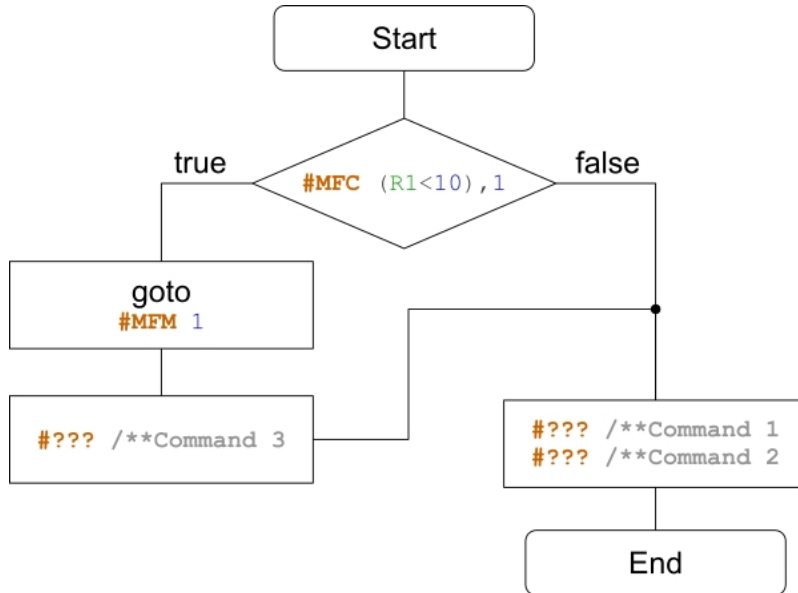 Start
true
false
#MFC (R1<10),1
goto
#MFM 1
#??? /**Command 3
#??? /**Command 1
#??? /**Command 2
End